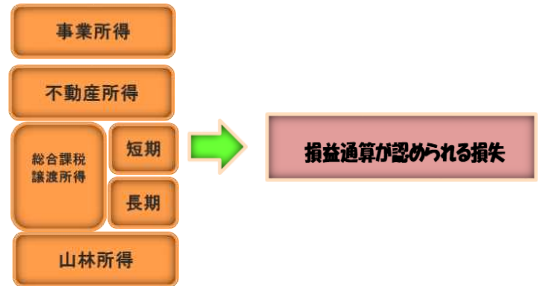 事業所得
不動産所得
総合課税
譲渡所得
短期
長期
山林所得
損益通算が認められる損失